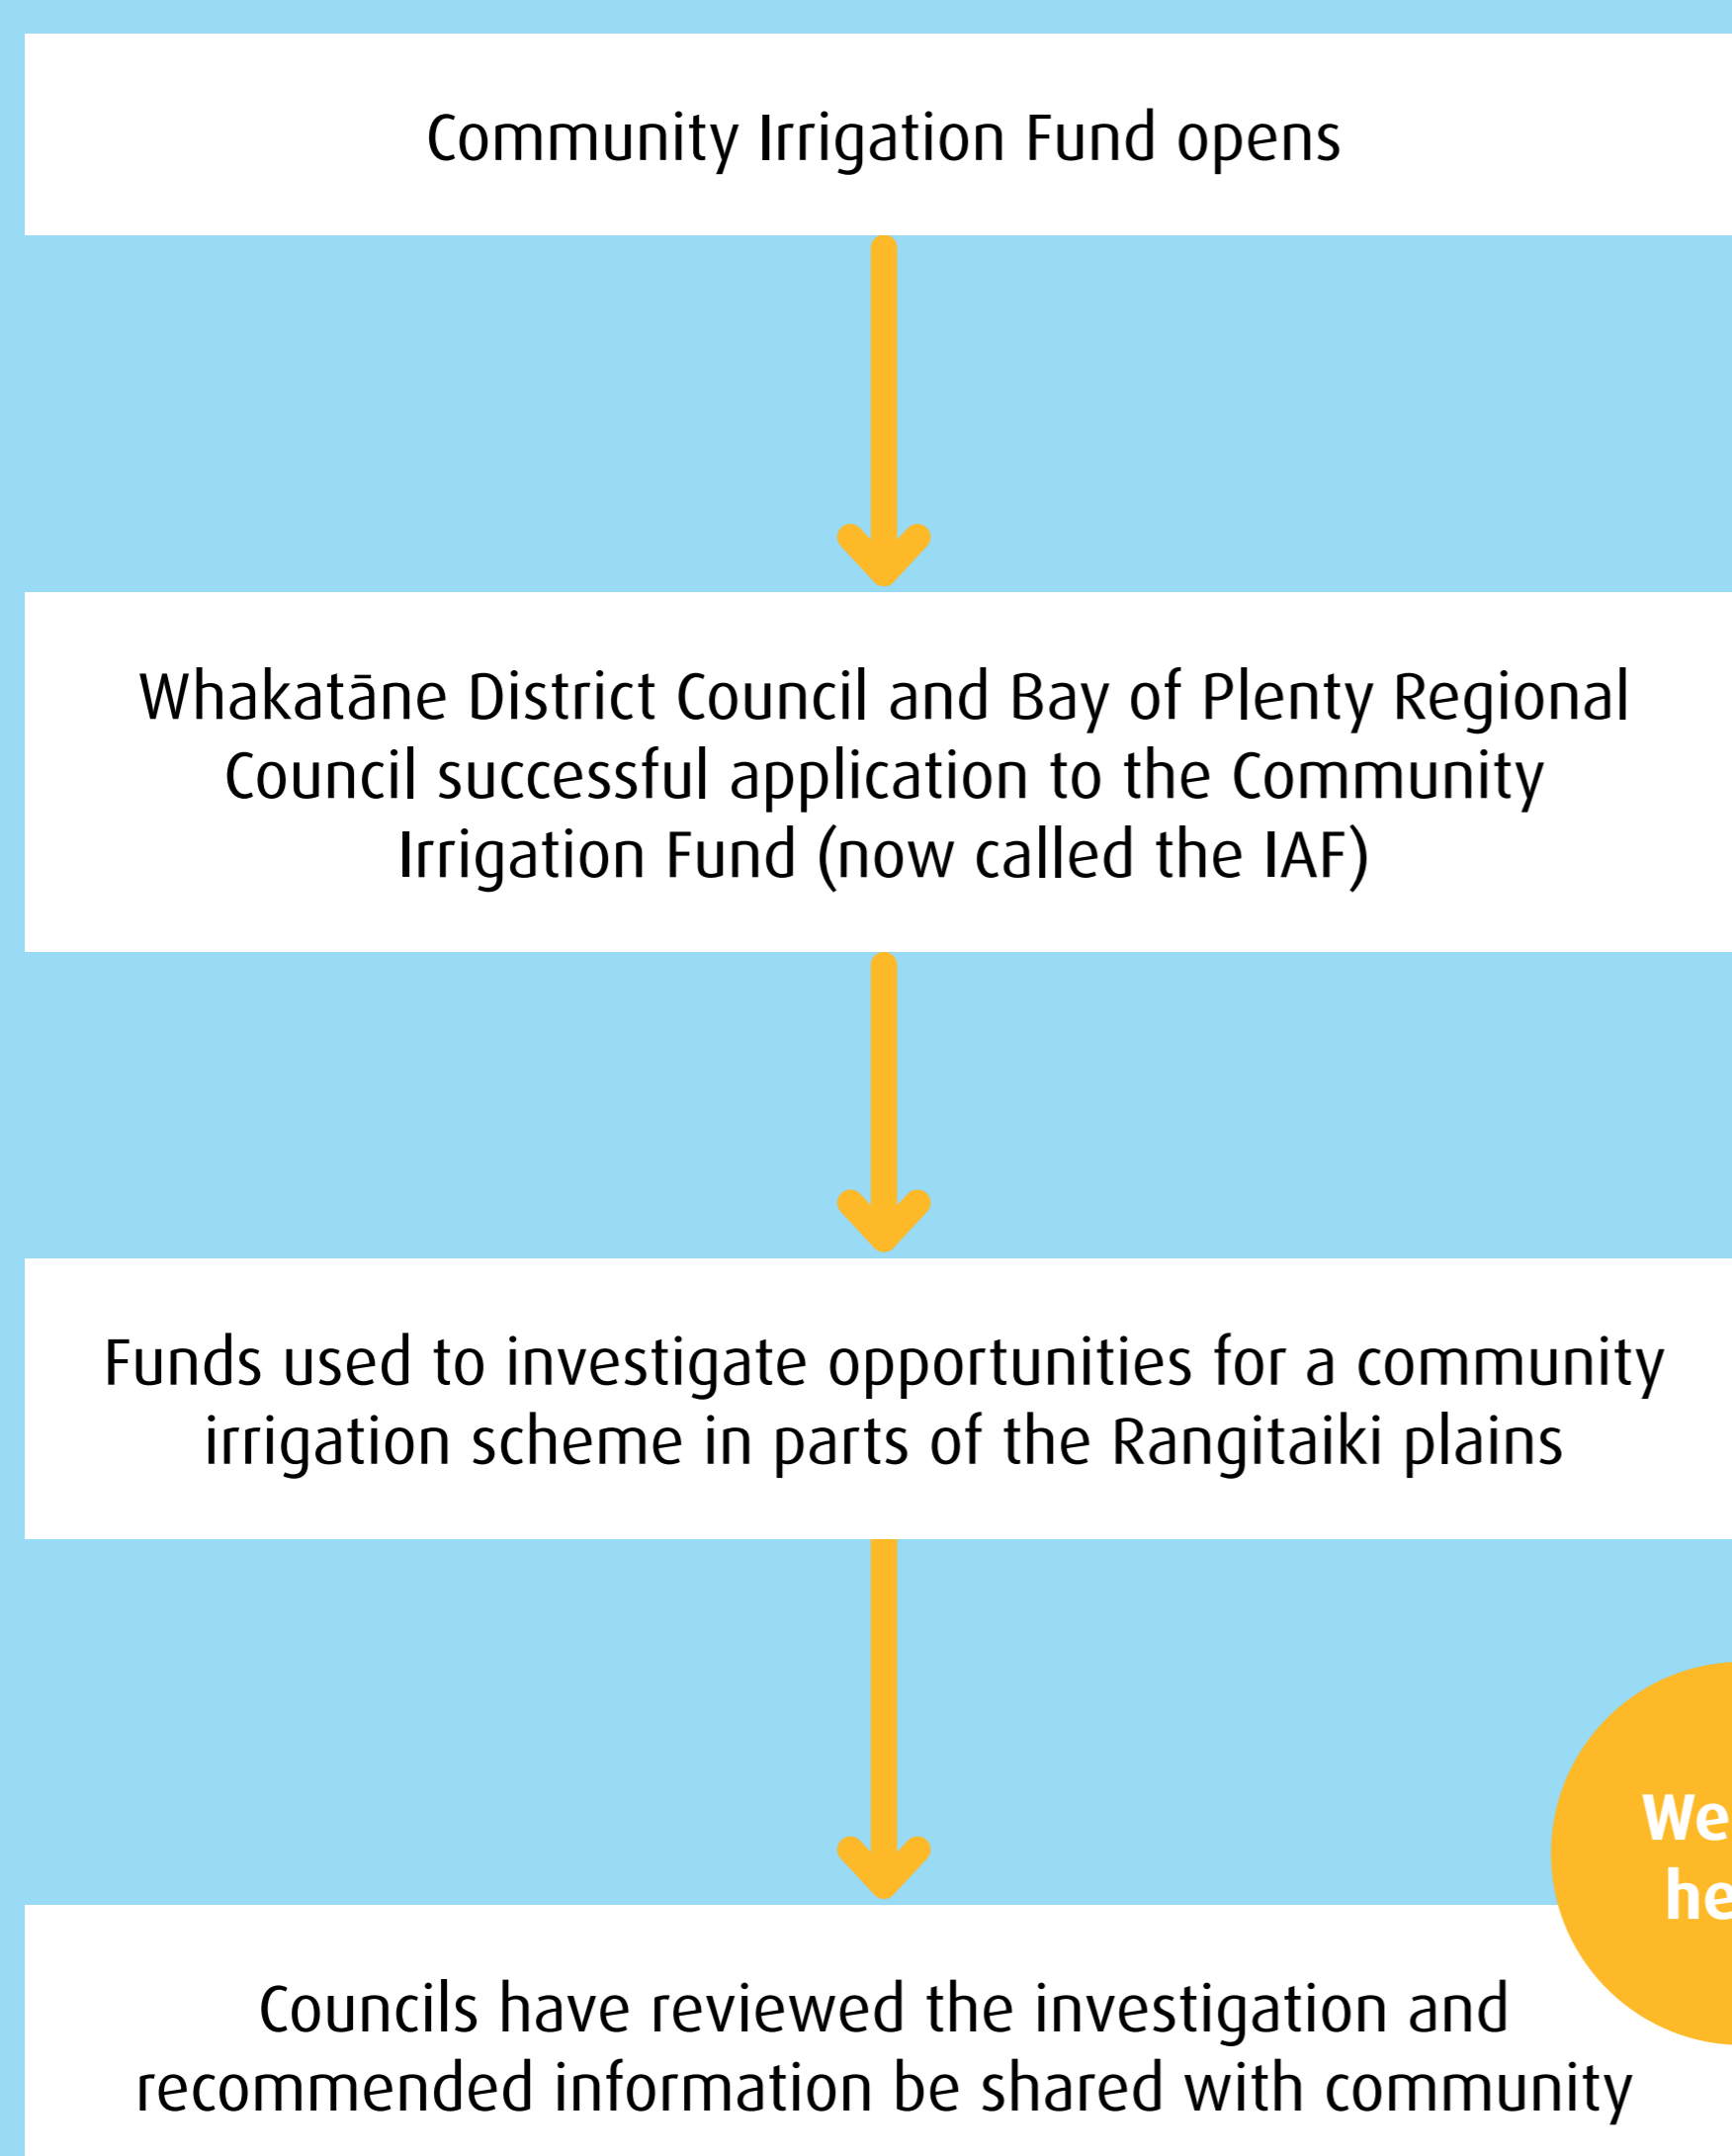 Community Irrigation Fund opens
Whakatāne District Council and Bay of Plenty Regional
Council successful application to the Community
Irrigation Fund (now called the IAF)
Funds used to investigate opportunities for a community
irrigation scheme in parts of the Rangitaiki plains
We
Councils have reviewed the investigation and
recommended information be shared with community